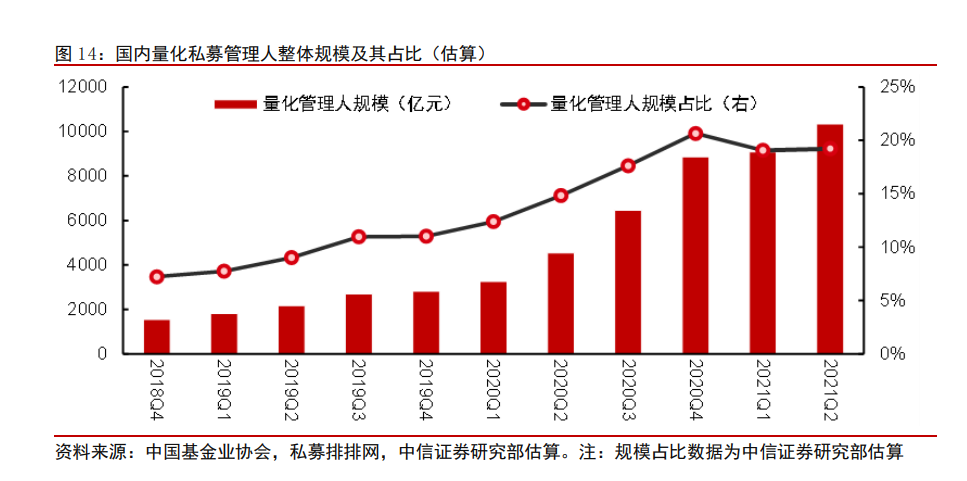 图 14：国内量化私募管理人整体规模及其占比（估算）
量化管理人规模（亿元）
量化管理人规模占比（右）
12000
10000
8000
6000
4000
2000
0
25%
20%
15%
10%
5%
0%
2018Q4
2019Q1
2019Q2
2019Q3
2019Q4
2020Q1
2020Q2
2020Q3
2020Q4
2021Q1
2021Q2
资料来源：中国基金业协会，私募排排网，中信证券研究部估算。注：规模占比数据为中信证券研究部估算